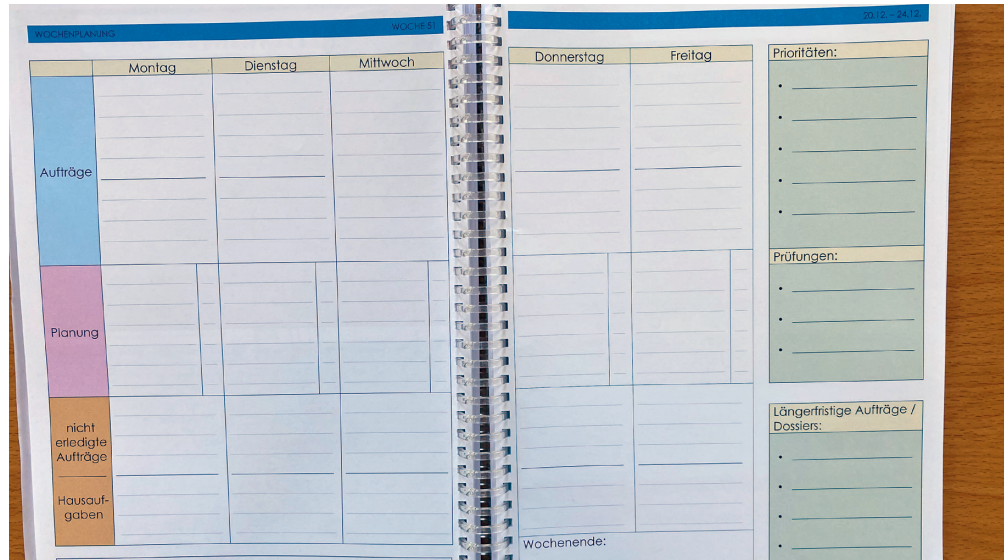 WOCHENPLANUNG
WOCHE 51
20.12. – 24.12.
Montag
Dienstag
Mittwoch
Donnerstag
Freitag
Prioritäten:
Aufträge
Prüfungen:
Planung
nicht
erledigte
Aufträge
Hausauf-
gaben
Längerfristige Aufträge /
Dossiers:
Wochenende: